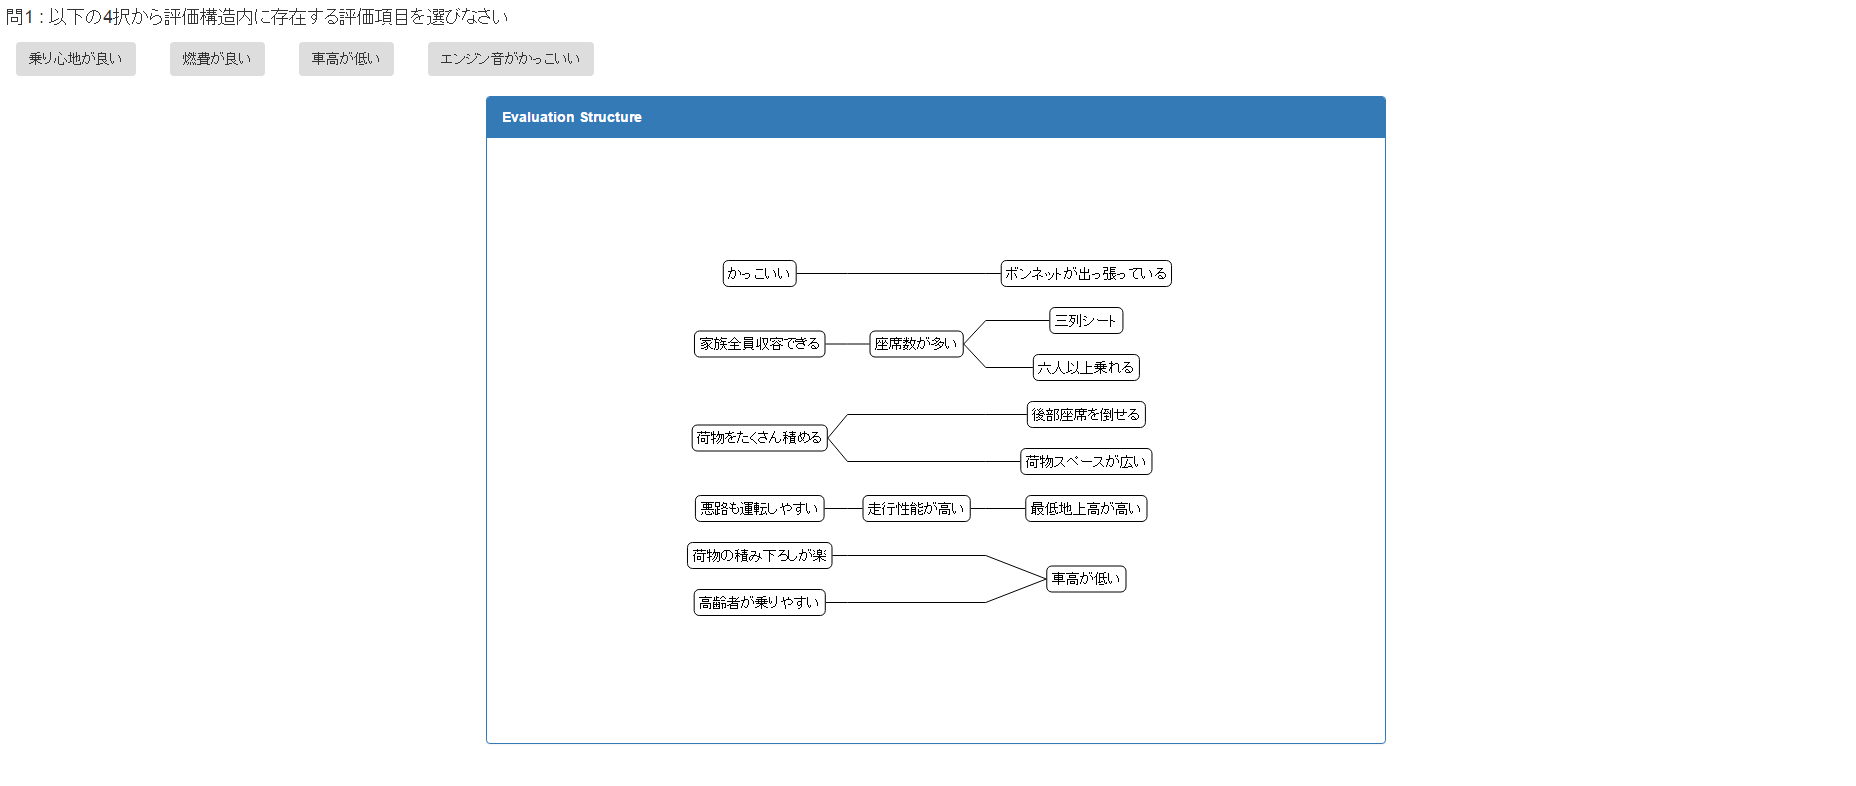 問1 : 以下の4択から評価構造内に存在する評価項目を選びなさい
乗り心地が良い
燃費が良い
車高が低い
エンジン音がかっこいい
Evaluation Structure
かっこいい
ボンネットが出っ張っている
三列シート
家族全員収容できる
座席数が多い
六人以上乗れる
後部座席を倒せる
荷物をたくさん積める
荷物スペースが広い
悪路も運転しやすい
走行性能が高い
最低地上高が高い
荷物の積み下ろしが楽
車高が低い
高齢者が乗りやすい